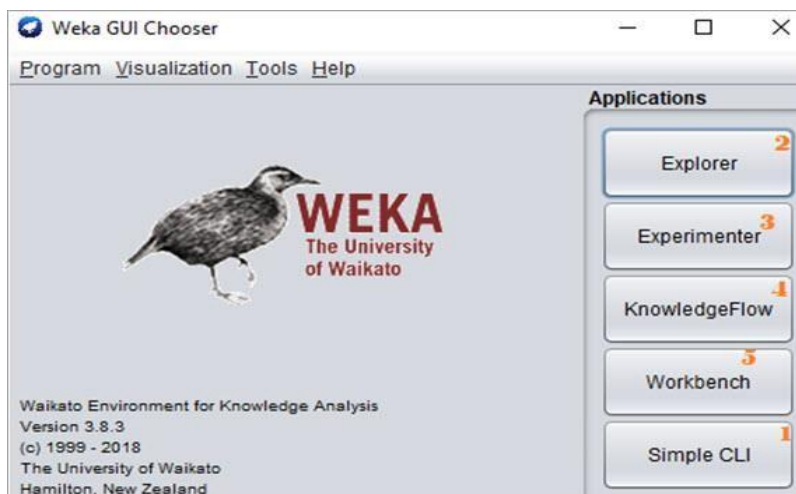 Weka GUI Chooser
Program Visualization Tools Help
Applications
WEKA
The University
of Waikato
2
Explorer
3
Experimenter
4
KnowledgeFlow
5
Workbench
1
Simple CLI
Waikato Environment for Knowledge Analysis
Version 3.8.3
(c) 1999 - 2018
The University of Waikato
Hamilton, New Zealand